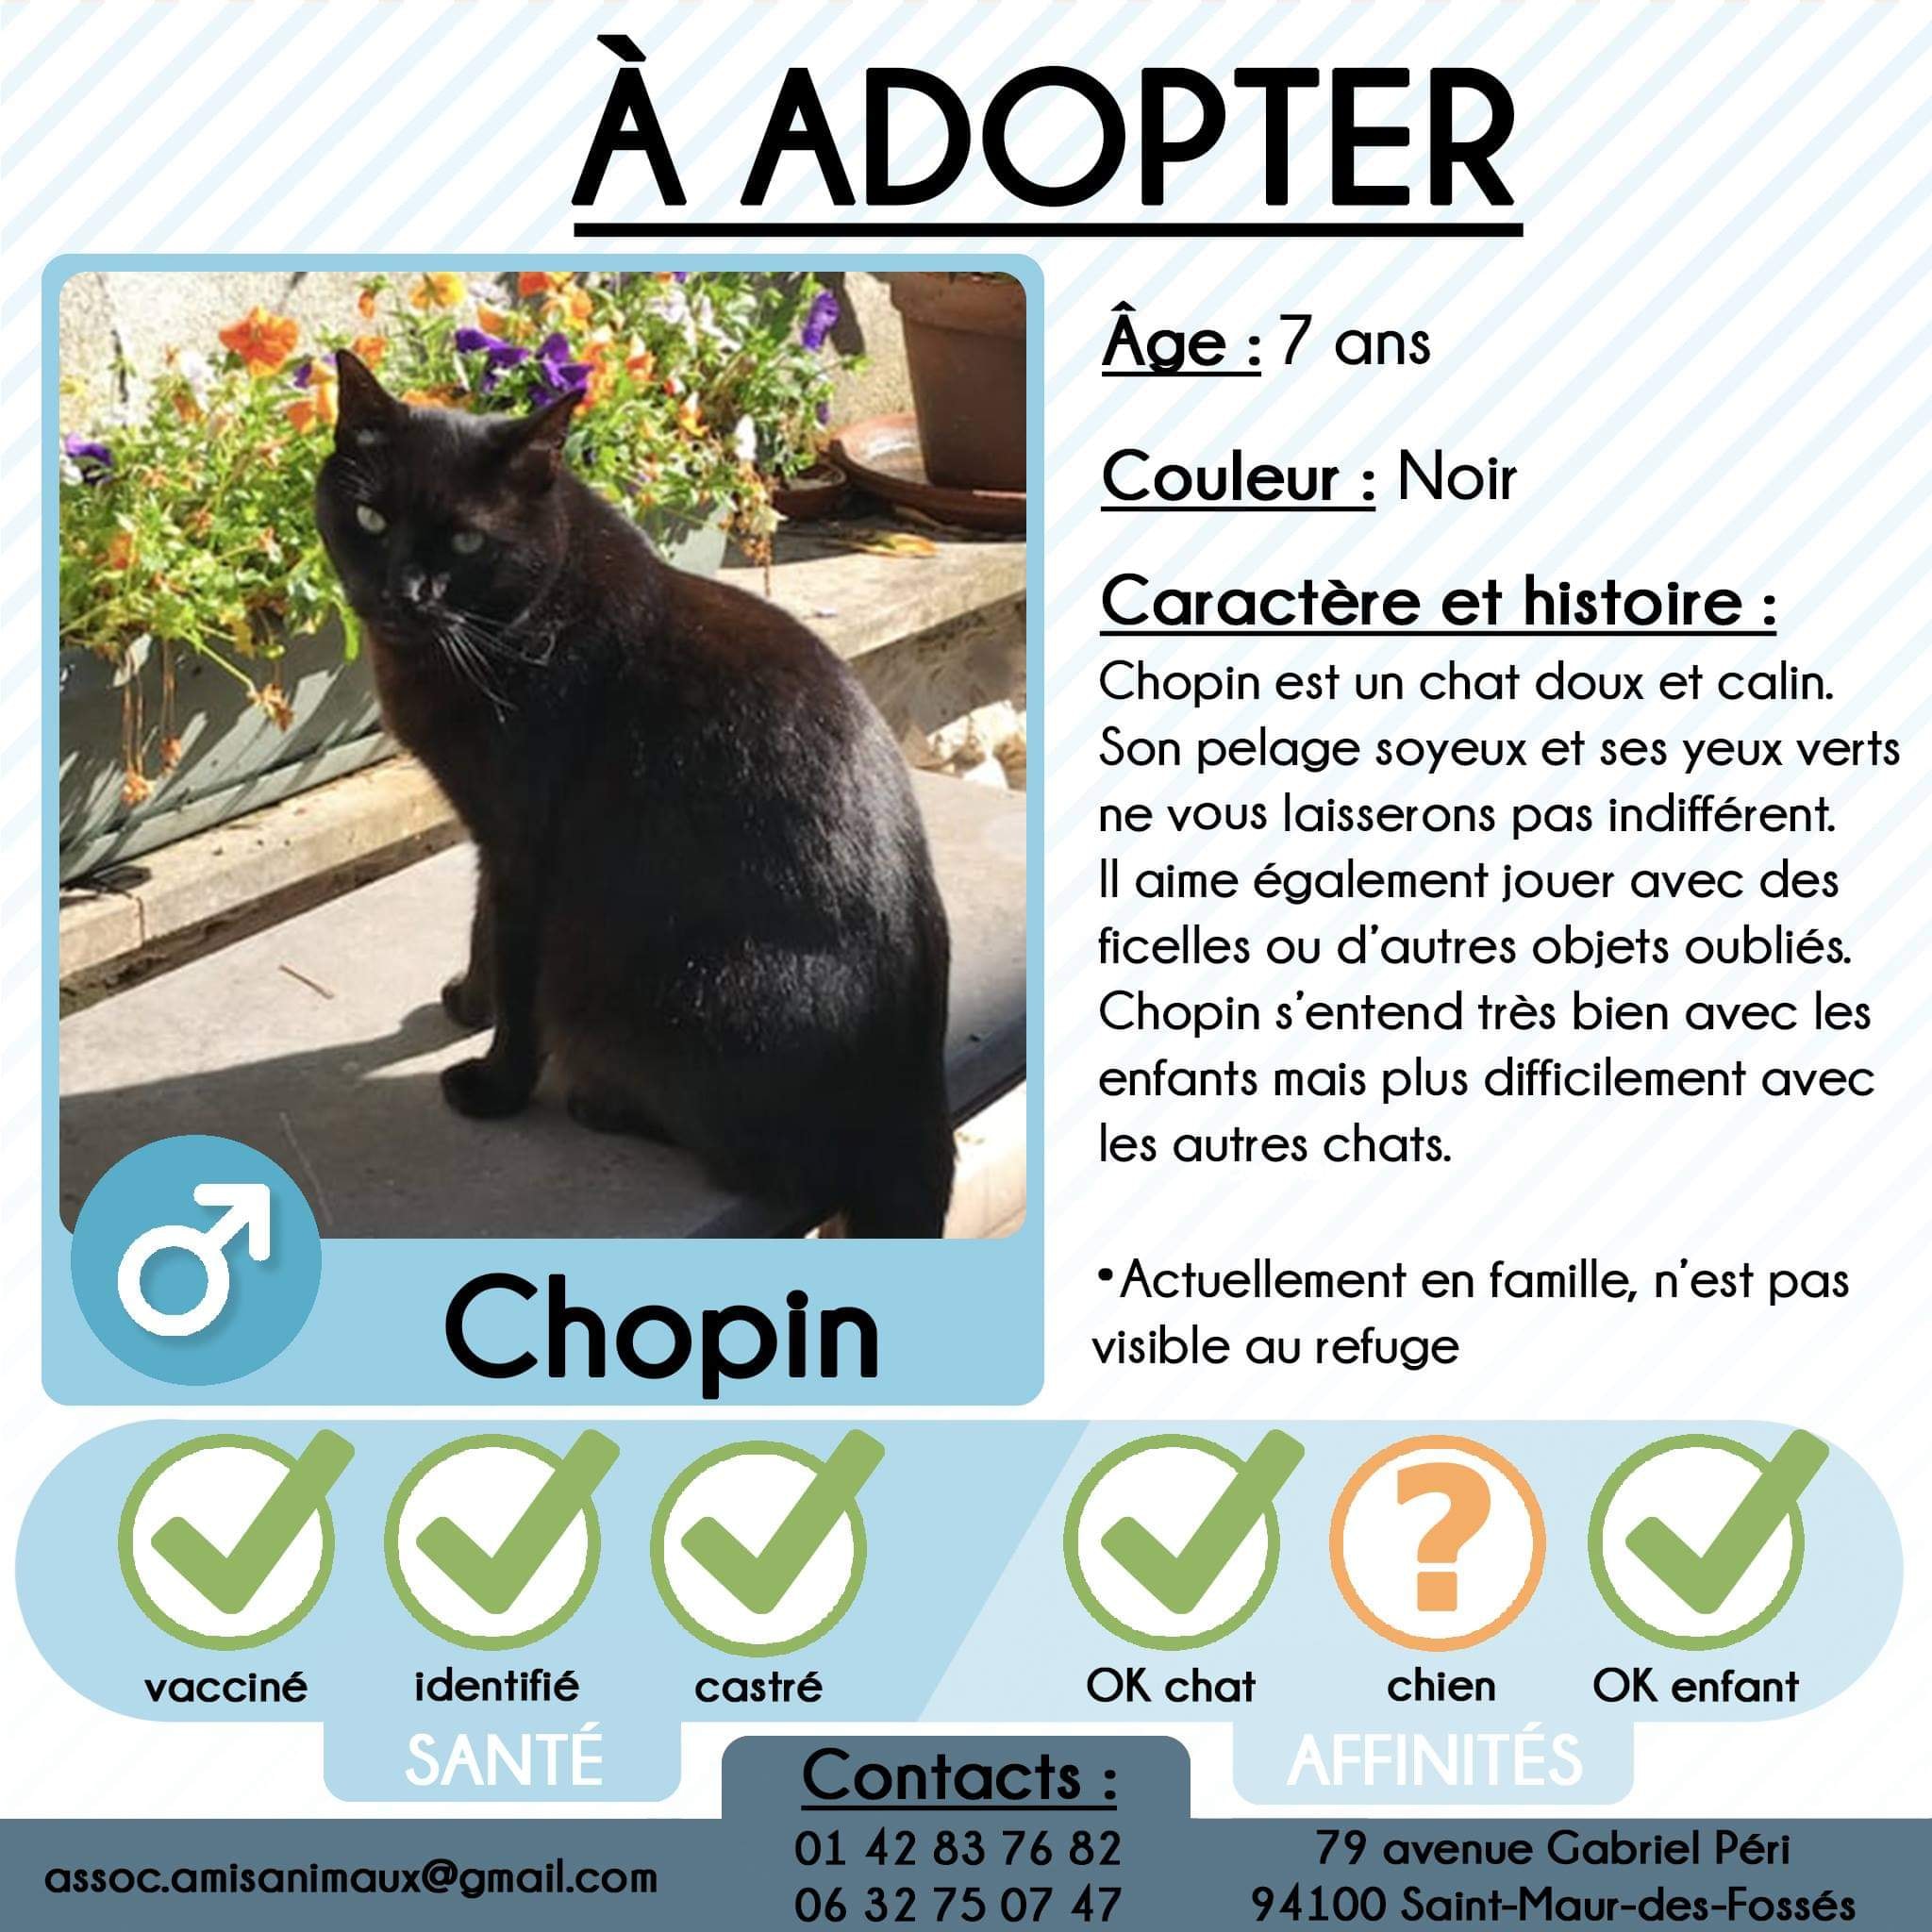 À ADOPTER
Âge : 7 ans
Couleur : Noir
Caractère et histoire :
Chopin est un chat doux et calin.
Son pelage soyeux et ses yeux verts
ne vous laisserons pas indifférent.
Il aime également jouer avec des
ficelles ou d'autres objets oubliés.
Chopin s'entend très bien avec les
enfants mais plus difficilement avec
les autres chats.
•Actuellement en famille, n'est pas
visible au refuge
Chopin
vacciné identifié castré
SANTÉ
OK chat chien OK enfant
AFFINITÉS
Contacts :
assoc.amisanimaux@gmail.com
01 42 83 76 82
06 32 75 07 47
79 avenue Gabriel Péri
94100 Saint-Maur-des-Fossés